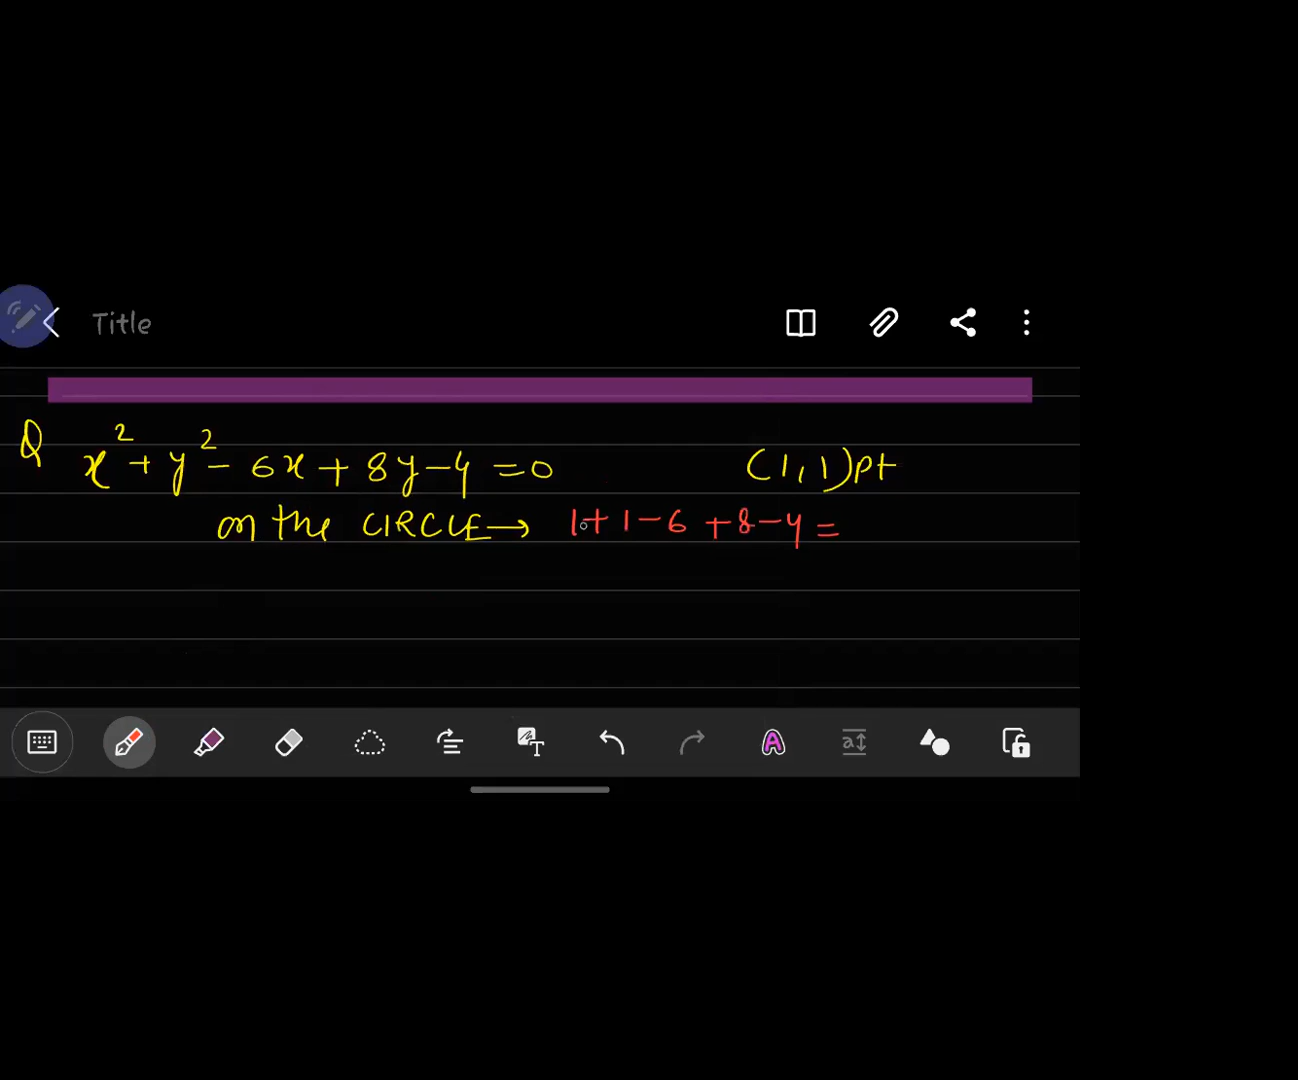 Title
Q x² + y² - 6x + 8y - 4 = 0 (1, 1) pt
on the CIRCLE → 1 + 1 - 6 + 8 - 4 =
T
A
a